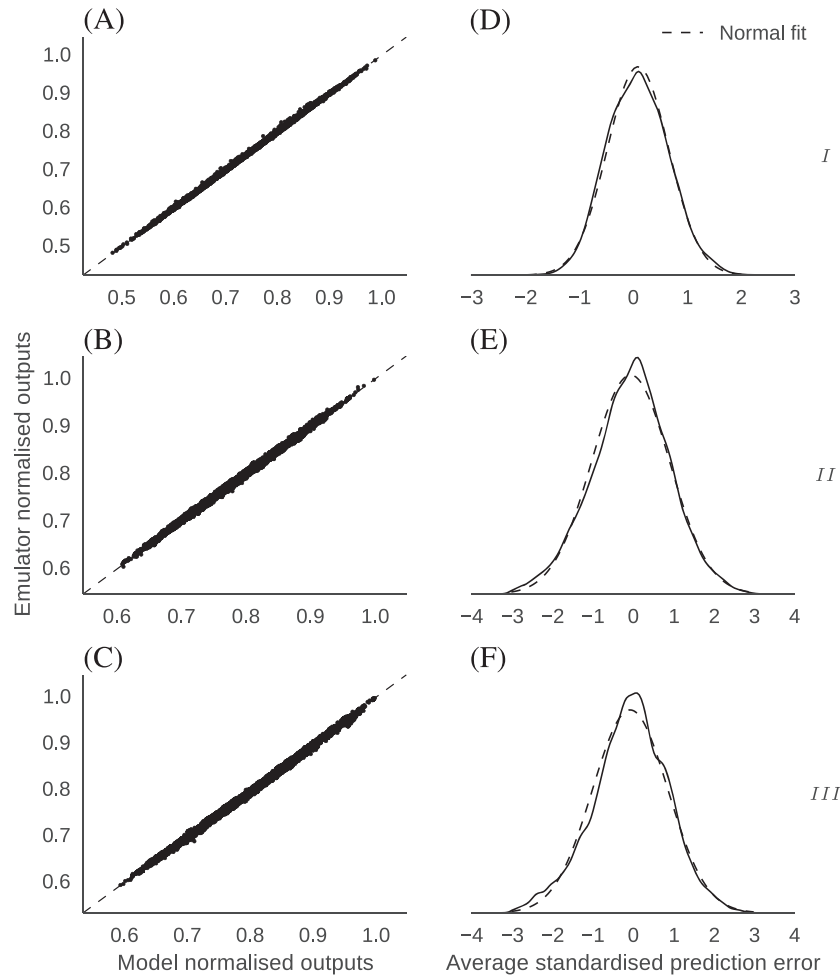 (A)
(D)
Normal fit
1.0
0.9
0.8
0.7
0.6
0.5
I
0.5 0.6 0.7 0.8 0.9 1.0
−3 −2 −1 0 1 2 3
(B)
(E)
Emulator normalised outputs
1.0
0.9
0.8
0.7
0.6
II
0.6 0.7 0.8 0.9 1.0
−4 −3 −2 −1 0 1 2 3 4
(C)
(F)
1.0
0.9
0.8
0.7
0.6
III
0.6 0.7 0.8 0.9 1.0
−4 −3 −2 −1 0 1 2 3 4
Model normalised outputs
Average standardised prediction error